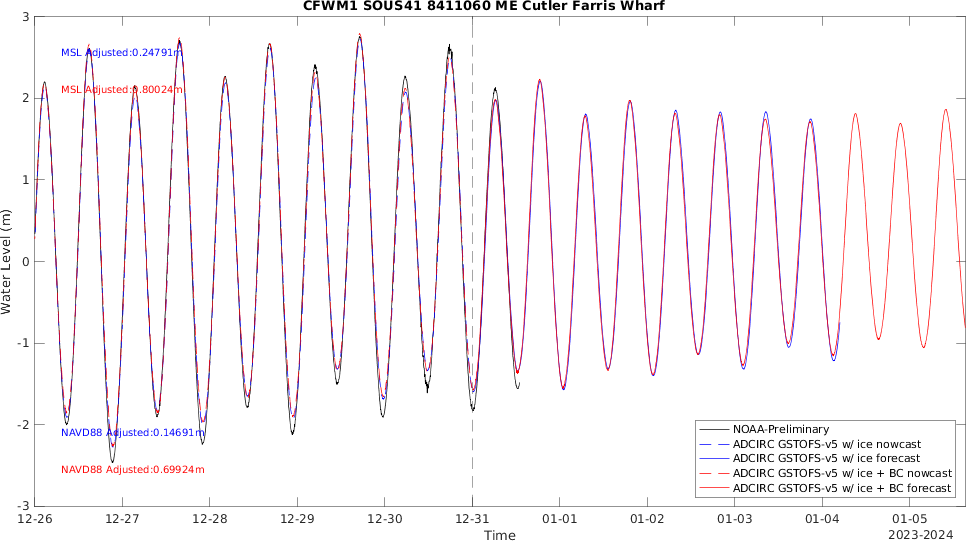 CFWM1 SOUS41 8411060 ME Cutler Farris Wharf
3
2
1
0
-1
-2
-3
Water Level (m)
MSL Adjusted:0.24791m
MSL Adjusted:0.80024m
NAVD88 Adjusted:0.14691m
NAVD88 Adjusted:0.69924m
NOAA-Preliminary
ADCIRC GSTOFS-v5 w/ ice nowcast
ADCIRC GSTOFS-v5 w/ ice forecast
ADCIRC GSTOFS-v5 w/ ice + BC nowcast
ADCIRC GSTOFS-v5 w/ ice + BC forecast
12-26 12-27 12-28 12-29 12-30 12-31 01-01 01-02 01-03 01-04 01-05
Time
2023-2024